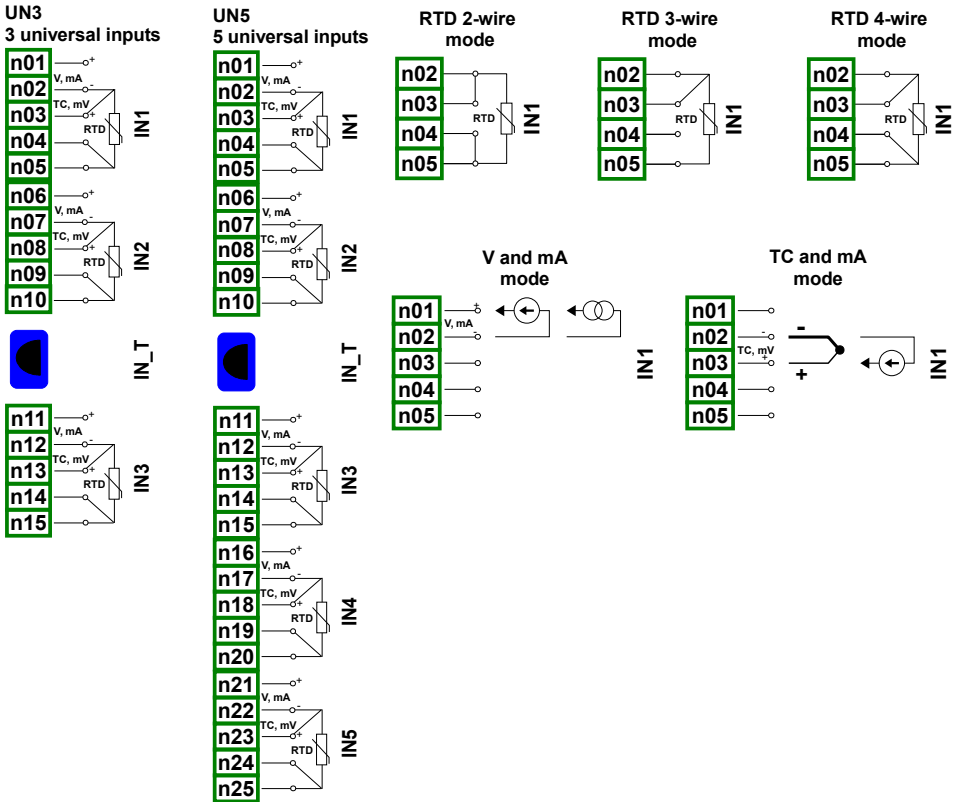 UN3
3 universal inputs
n01
+
V, mA
n02
-
TC, mV
n03
+
RTD
n04
n05
IN1
n06
+
V, mA
n07
-
TC, mV
n08
+
RTD
n09
n10
IN2
IN_T
n11
+
V, mA
n12
-
TC, mV
n13
+
RTD
n14
n15
IN3
UN5
5 universal inputs
n01
+
V, mA
n02
-
TC, mV
n03
+
RTD
n04
n05
IN1
n06
+
V, mA
n07
-
TC, mV
n08
+
RTD
n09
n10
IN2
IN_T
n11
+
V, mA
n12
-
TC, mV
n13
+
RTD
n14
n15
IN3
n16
+
V, mA
n17
-
TC, mV
n18
+
RTD
n19
n20
IN4
n21
+
V, mA
n22
-
TC, mV
n23
+
RTD
n24
n25
IN5
RTD 2-wire
mode
n02
n03
RTD
n04
n05
IN1
RTD 3-wire
mode
n02
n03
RTD
n04
n05
IN1
RTD 4-wire
mode
n02
n03
RTD
n04
n05
IN1
V and mA
mode
n01
+
V, mA
n02
-
n03
n04
n05
IN1
TC and mA
mode
n01
n02
-
TC, mV
n03
+
-
+
n04
n05
IN1